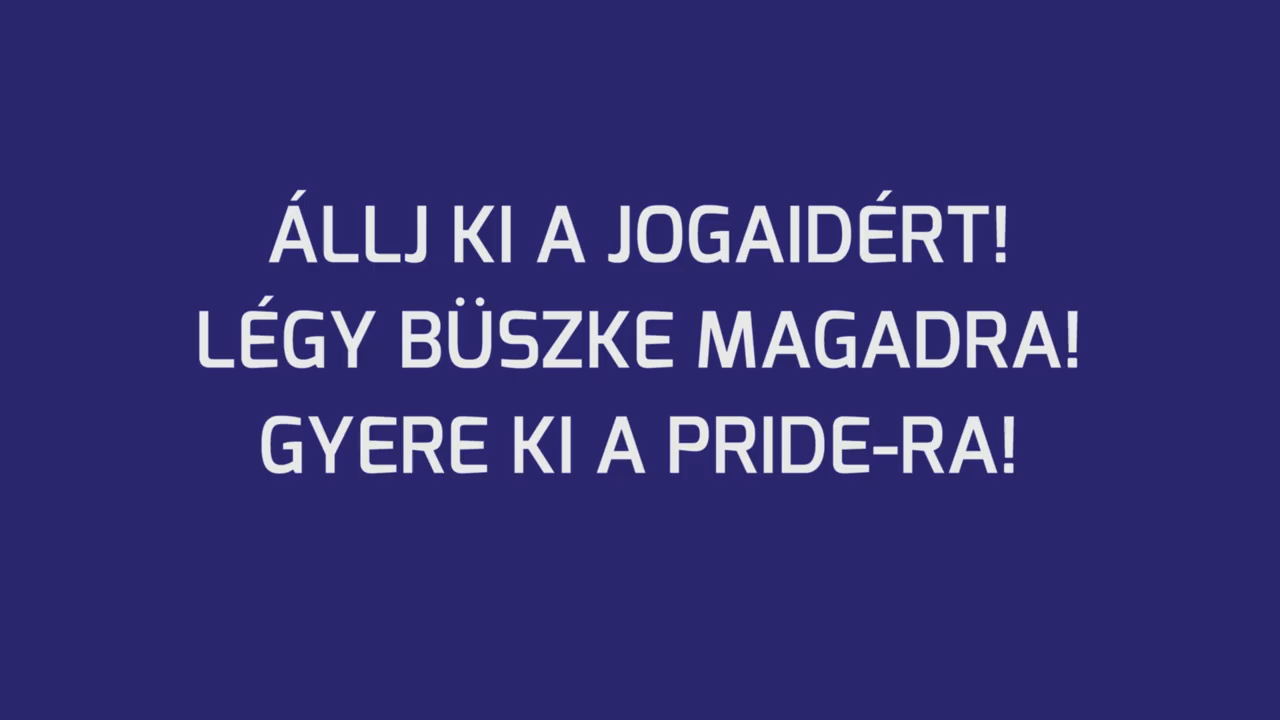 ÁLLJ KI A JOGAIDÉRT!
LÉGY BÜSZKE MAGADRA!
GYERE KI A PRIDE-RA!